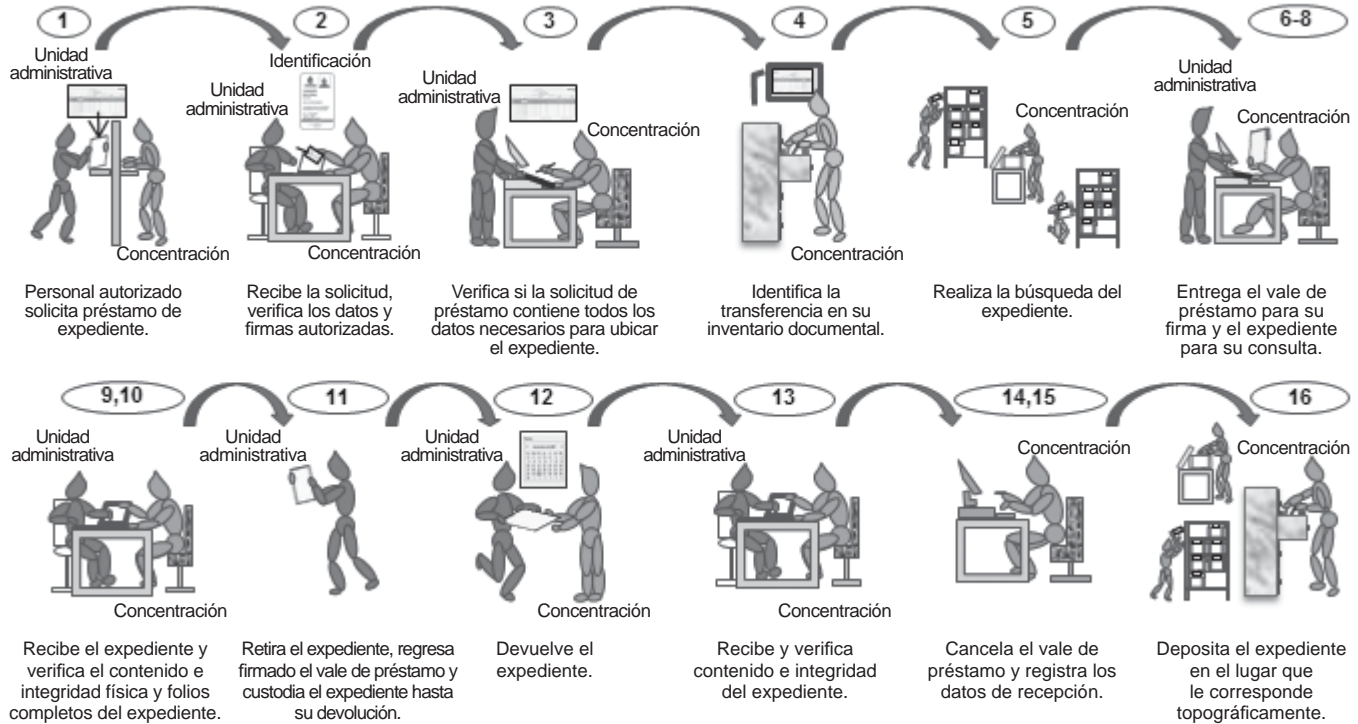 1
Unidad
administrativa
Concentración
Personal autorizado
solicita préstamo de
expediente.
2
Identificación
Unidad
administrativa
Concentración
Recibe la solicitud,
verifica los datos y
firmas autorizadas.
3
Unidad
administrativa
Concentración
Verifica si la solicitud de
préstamo contiene todos los
datos necesarios para ubicar
el expediente.
4
Concentración
Identifica la
transferencia en su
inventario documental.
5
Concentración
Realiza la búsqueda del
expediente.
6-8
Unidad
administrativa
Concentración
Entrega el vale de
préstamo para su
firma y el expediente
para su consulta.
9,10
Unidad
administrativa
Concentración
Recibe el expediente y
verifica el contenido e
integridad física y folios
completos del expediente.
11
Unidad
administrativa
Retira el expediente, regresa
firmado el vale de préstamo y
custodia el expediente hasta
su devolución.
12
Unidad
administrativa
Concentración
Devuelve el
expediente.
13
Unidad
administrativa
Concentración
Recibe y verifica
contenido e integridad
del expediente.
14,15
Concentración
Cancela el vale de
préstamo y registra los
datos de recepción.
16
Concentración
Deposita el expediente
en el lugar que
le corresponde
topográficamente.